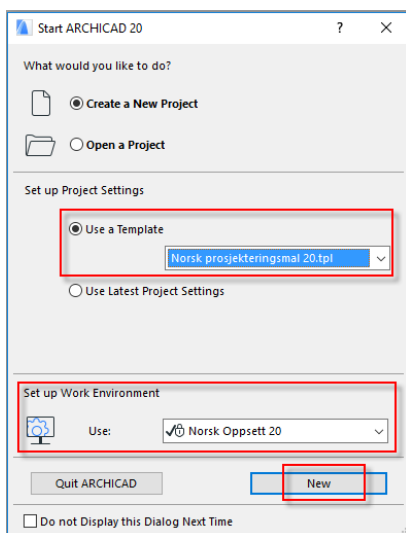 Start ARCHICAD 20
What would you like to do?
Create a New Project
Open a Project
Set up Project Settings
Use a Template
Norsk prosjekteringsmal 20.tpl
Use Latest Project Settings
Set up Work Environment
Use: Norsk Oppsett 20
Quit ARCHICAD New
Do not Display this Dialog Next Time